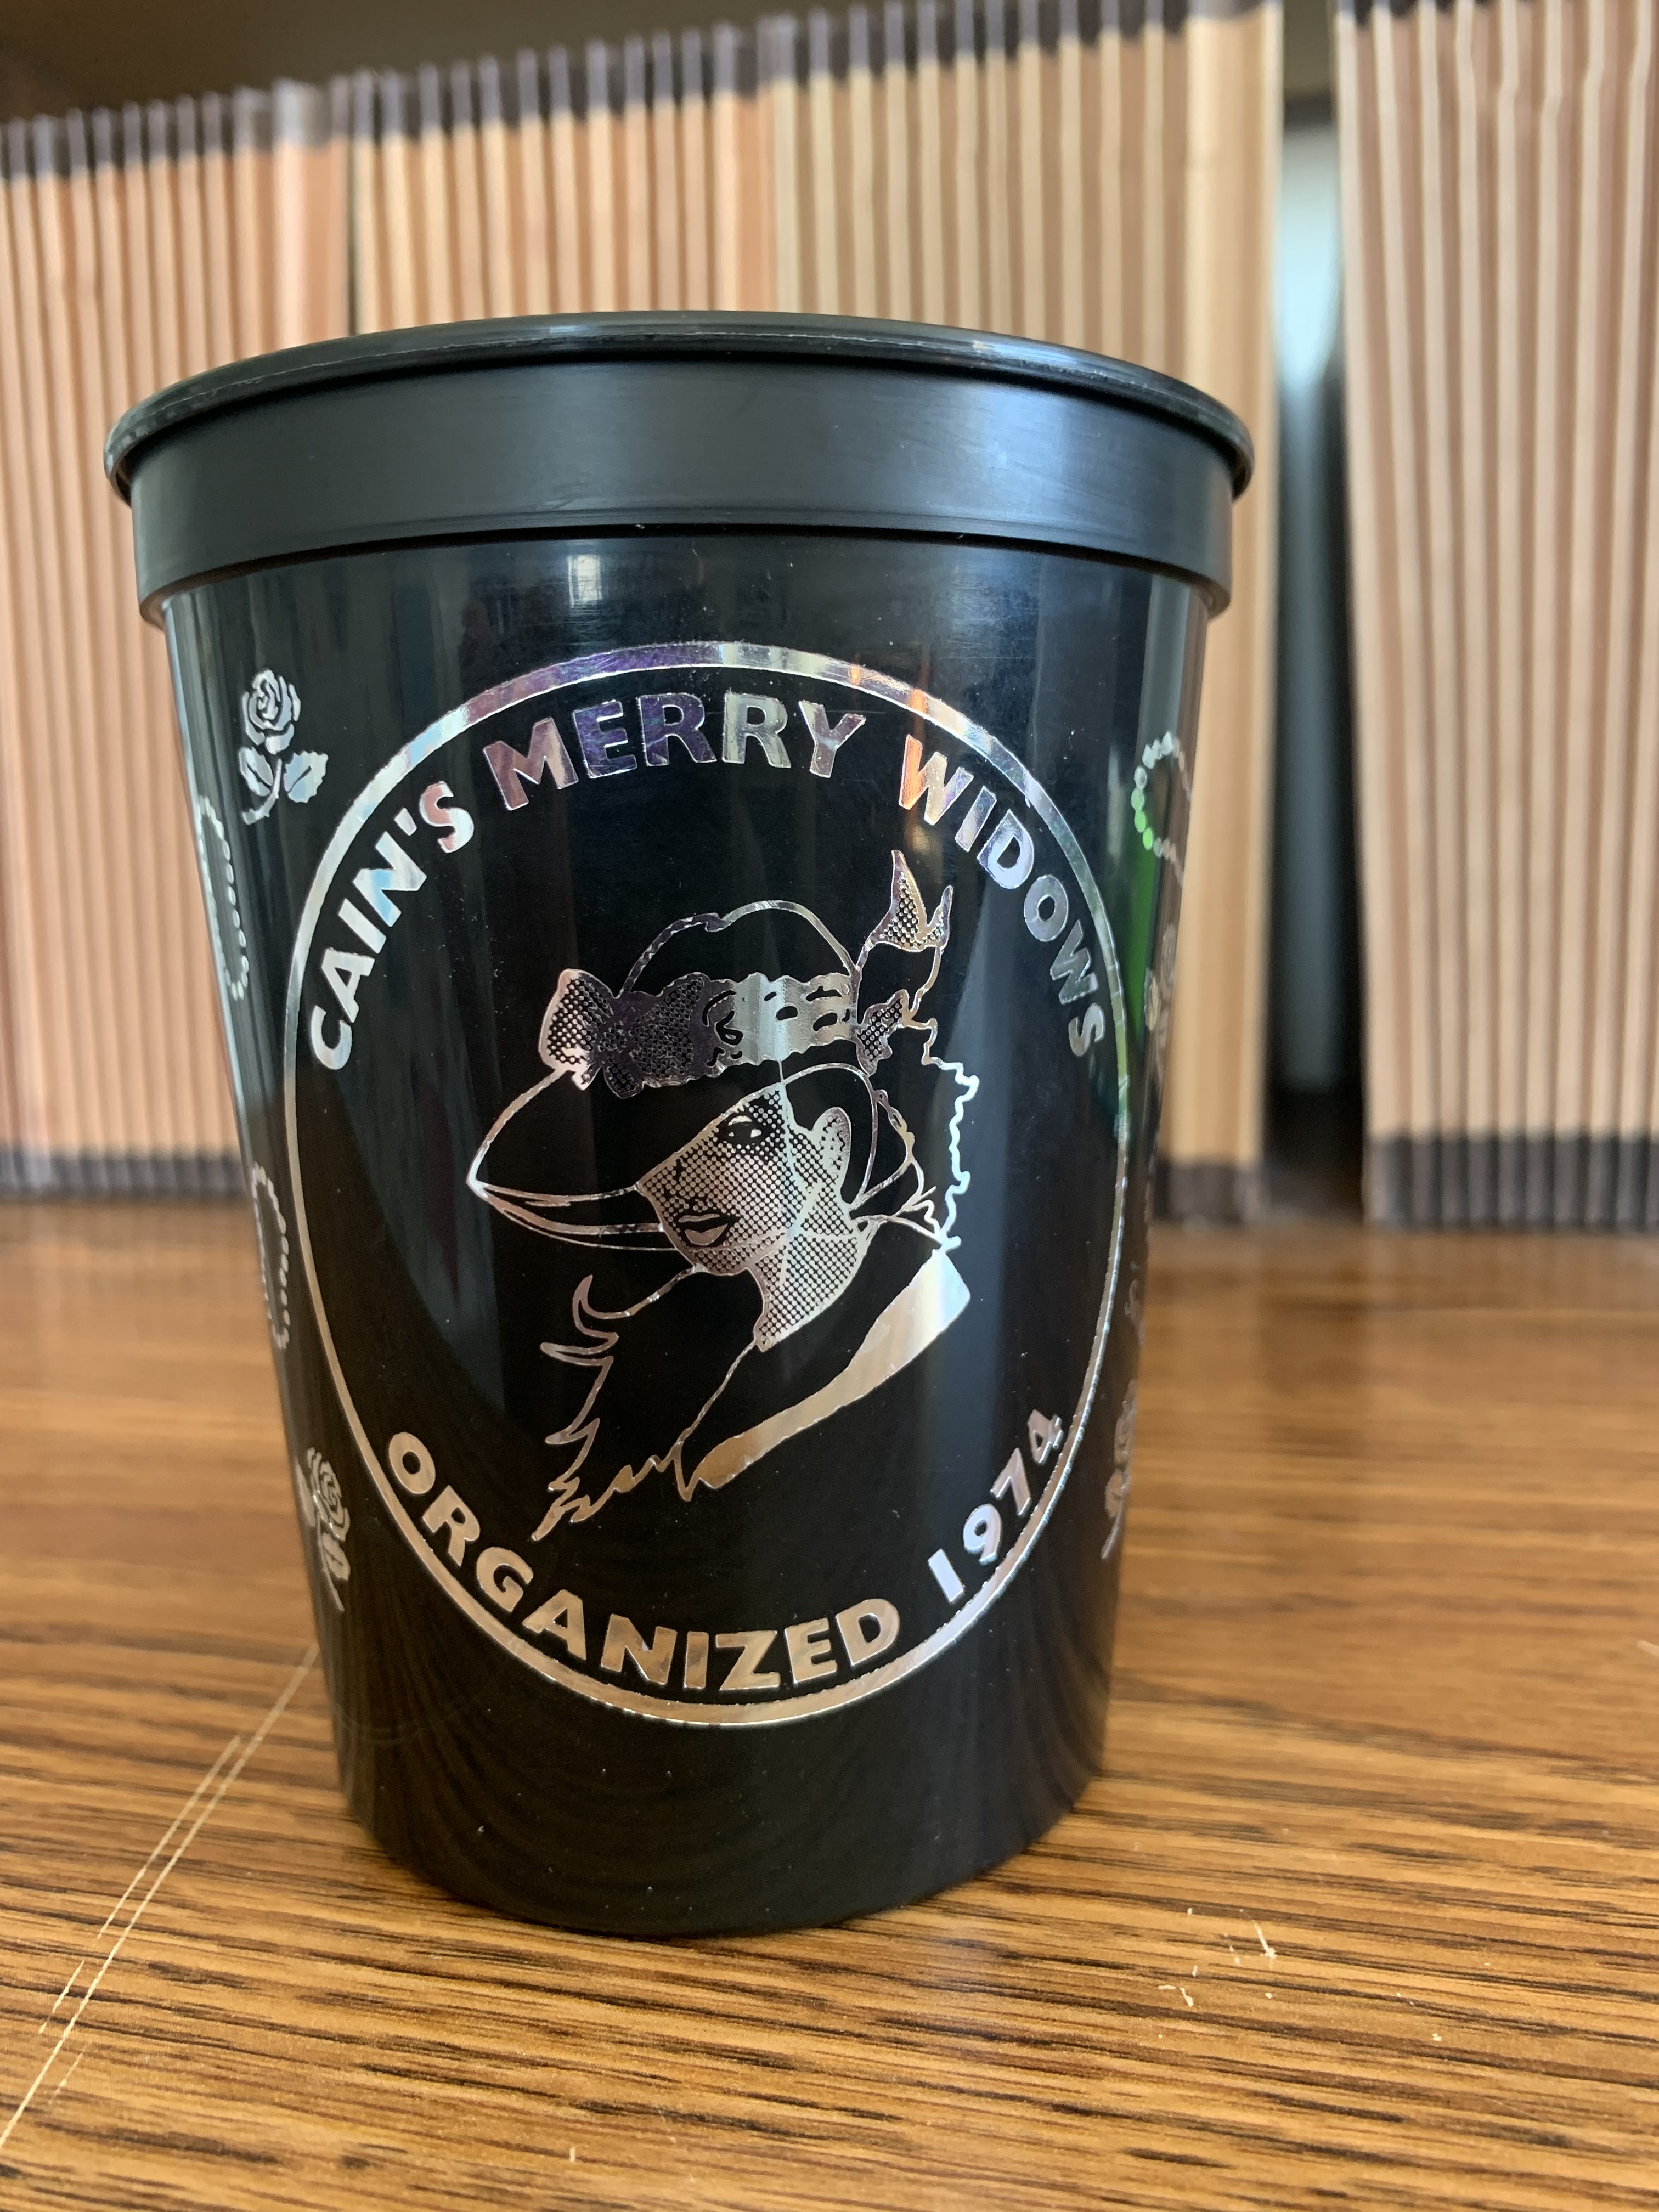 CAIN'S MERRY WIDOWS
ORGANIZED 1974